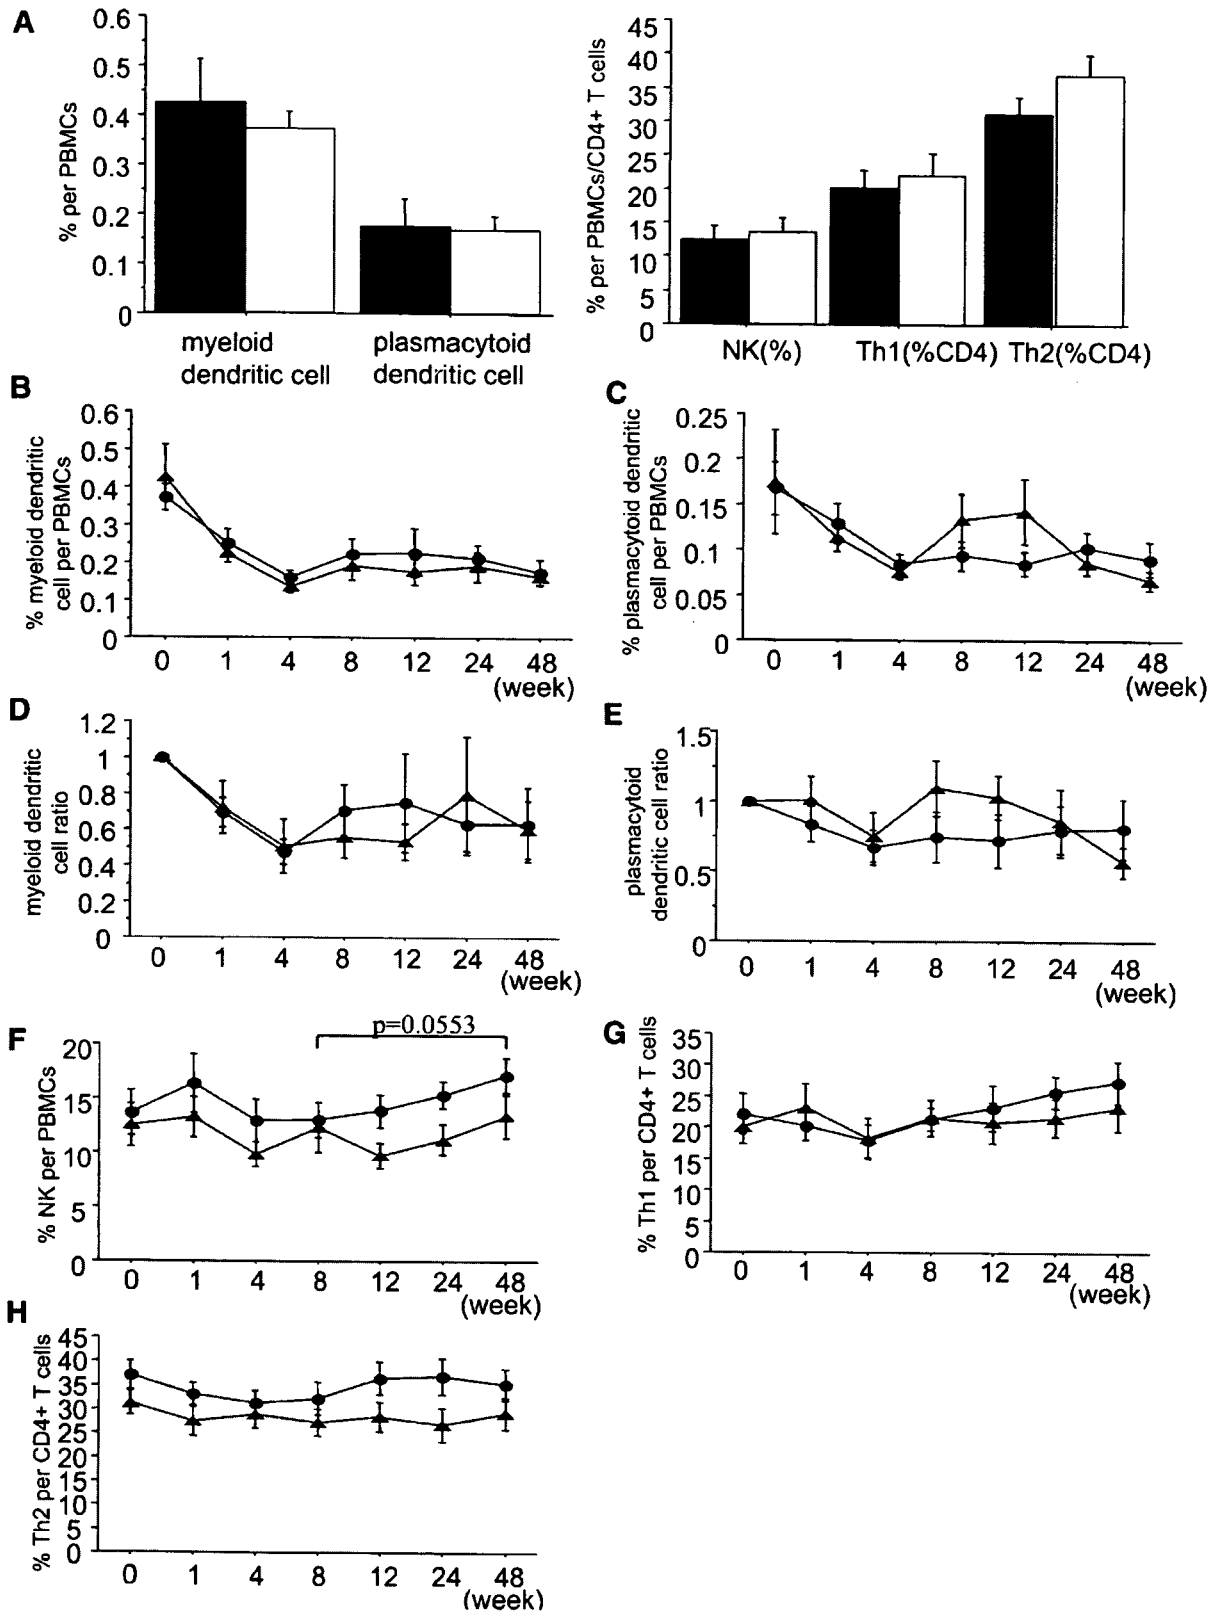 A
% per PBMCs
0.6
0.5
0.4
0.3
0.2
0.1
0
myeloid
dendritic cell
plasmacytoid
dendritic cell
% per PBMCs/CD4+ T cells
45
40
35
30
25
20
15
10
5
0
NK(%)
Th1(%CD4)
Th2(%CD4)
B
% myeloid dendritic
cell per PBMCs
0.6
0.5
0.4
0.3
0.2
0.1
0
0 1 4 8 12 24 48
(week)
C
% plasmacytoid dendritic
cell per PBMCs
0.25
0.2
0.15
0.1
0.05
0
0 1 4 8 12 24 48
(week)
D
myeloid dendritic
cell ratio
1.2
1
0.8
0.6
0.4
0.2
0
0 1 4 8 12 24 48
(week)
E
plasmacytoid
dendritic cell ratio
1.5
1
0.5
0
0 1 4 8 12 24 48
(week)
F
% NK per PBMCs
20
15
10
5
0
p=0.0553
0 1 4 8 12 24 48
(week)
G
% Th1 per CD4+ T cells
35
30
25
20
15
10
5
0
0 1 4 8 12 24 48
(week)
H
% Th2 per CD4+ T cells
45
40
35
30
25
20
15
10
5
0
0 1 4 8 12 24 48
(week)